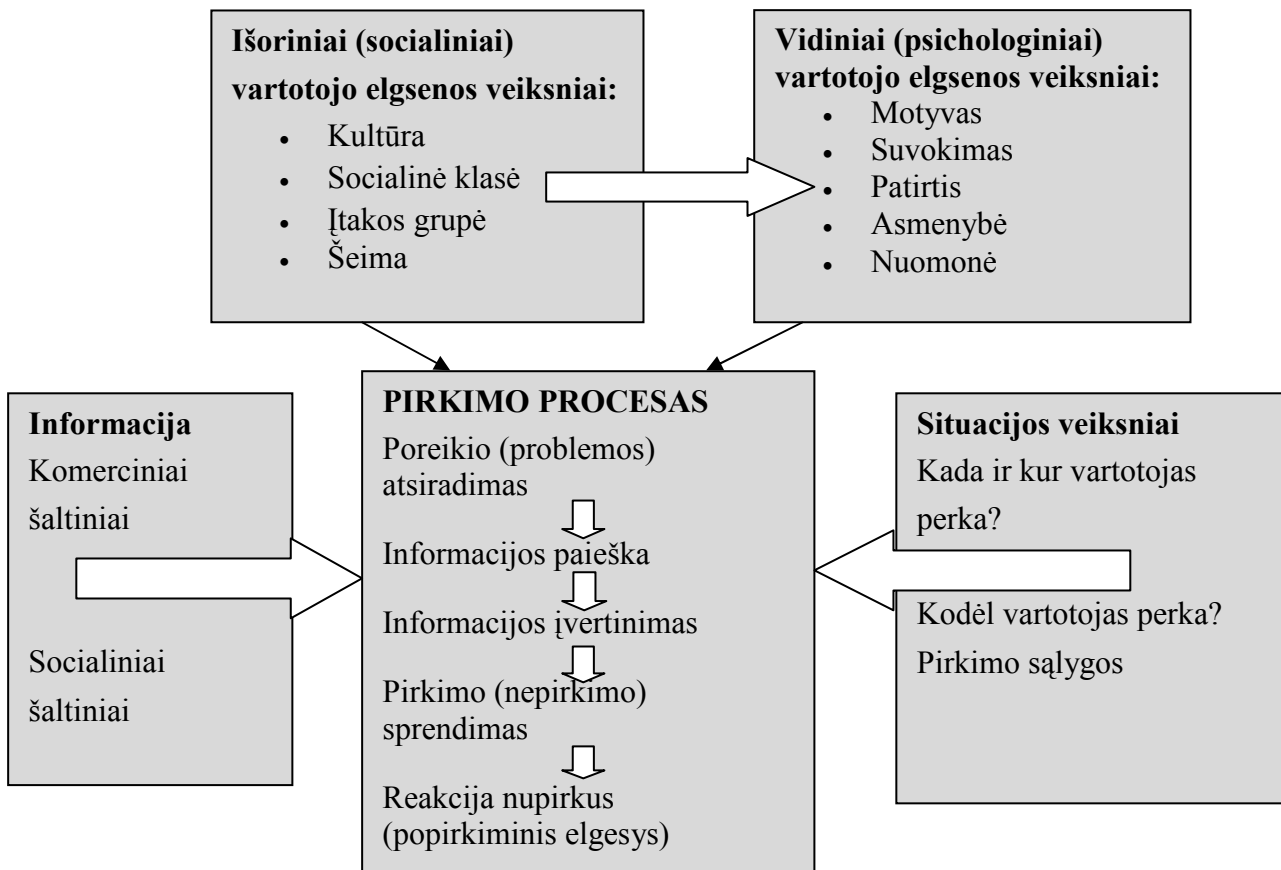 Išoriniai (socialiniai)
vartotojo elgsenos veiksniai:
• Kultūra
• Socialinė klasė
• Įtakos grupė
• Šeima
Vidiniai (psichologiniai)
vartotojo elgsenos veiksniai:
• Motyvas
• Suvokimas
• Patirtis
• Asmenybė
• Nuomonė
Informacija
Komerciniai
šaltiniai
Socialiniai
šaltiniai
PIRKIMO PROCESAS
Poreikio (problemos)
atsiradimas
Informacijos paieška
Informacijos įvertinimas
Pirkimo (nepirkimo)
sprendimas
Reakcija nupirkus
(popirkiminis elgesys)
Situacijos veiksniai
Kada ir kur vartotojas
perka?
Kodėl vartotojas perka?
Pirkimo sąlygos